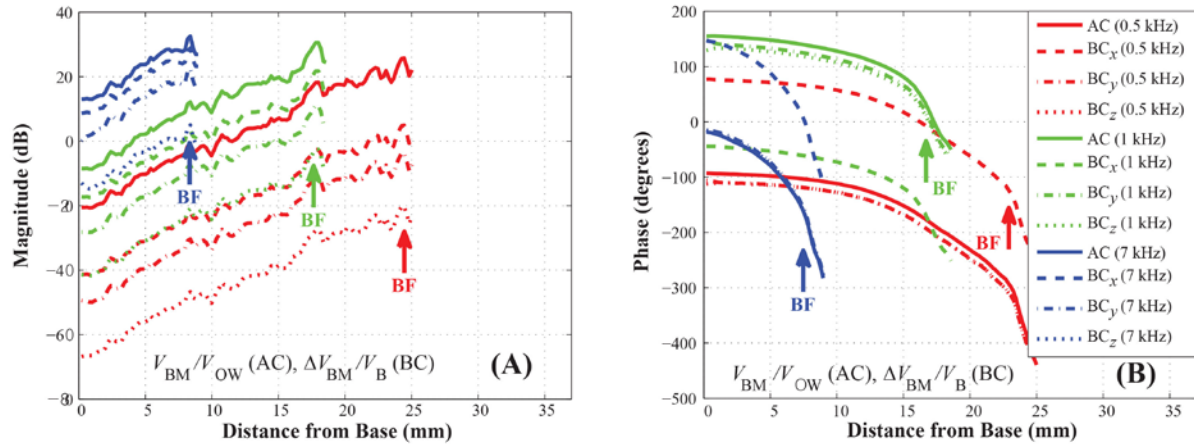 (A)
Magnitude (dB)
40
20
0
-20
-40
-60
-80
BF
BF
BF
V_BM/V_OW (AC), ΔV_BM/V_B (BC)
0 5 10 15 20 25 30 35
Distance from Base (mm)
(B)
Phase (degrees)
200
100
0
-100
-200
-300
-400
-500
BF
BF
BF
V_BM/V_OW (AC), ΔV_BM/V_B (BC)
0 5 10 15 20 25 30 35
Distance from Base (mm)
AC (0.5 kHz)
BC_x (0.5 kHz)
BC_y (0.5 kHz)
BC_z (0.5 kHz)
AC (1 kHz)
BC_x (1 kHz)
BC_y (1 kHz)
BC_z (1 kHz)
AC (7 kHz)
BC_x (7 kHz)
BC_y (7 kHz)
BC_z (7 kHz)